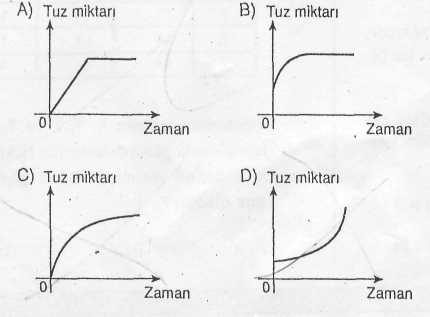 A) Tuz miktarı
0
Zaman
B) Tuz miktarı
0
Zaman
C) Tuz miktarı
0
Zaman
D) Tuz miktarı
0
Zaman